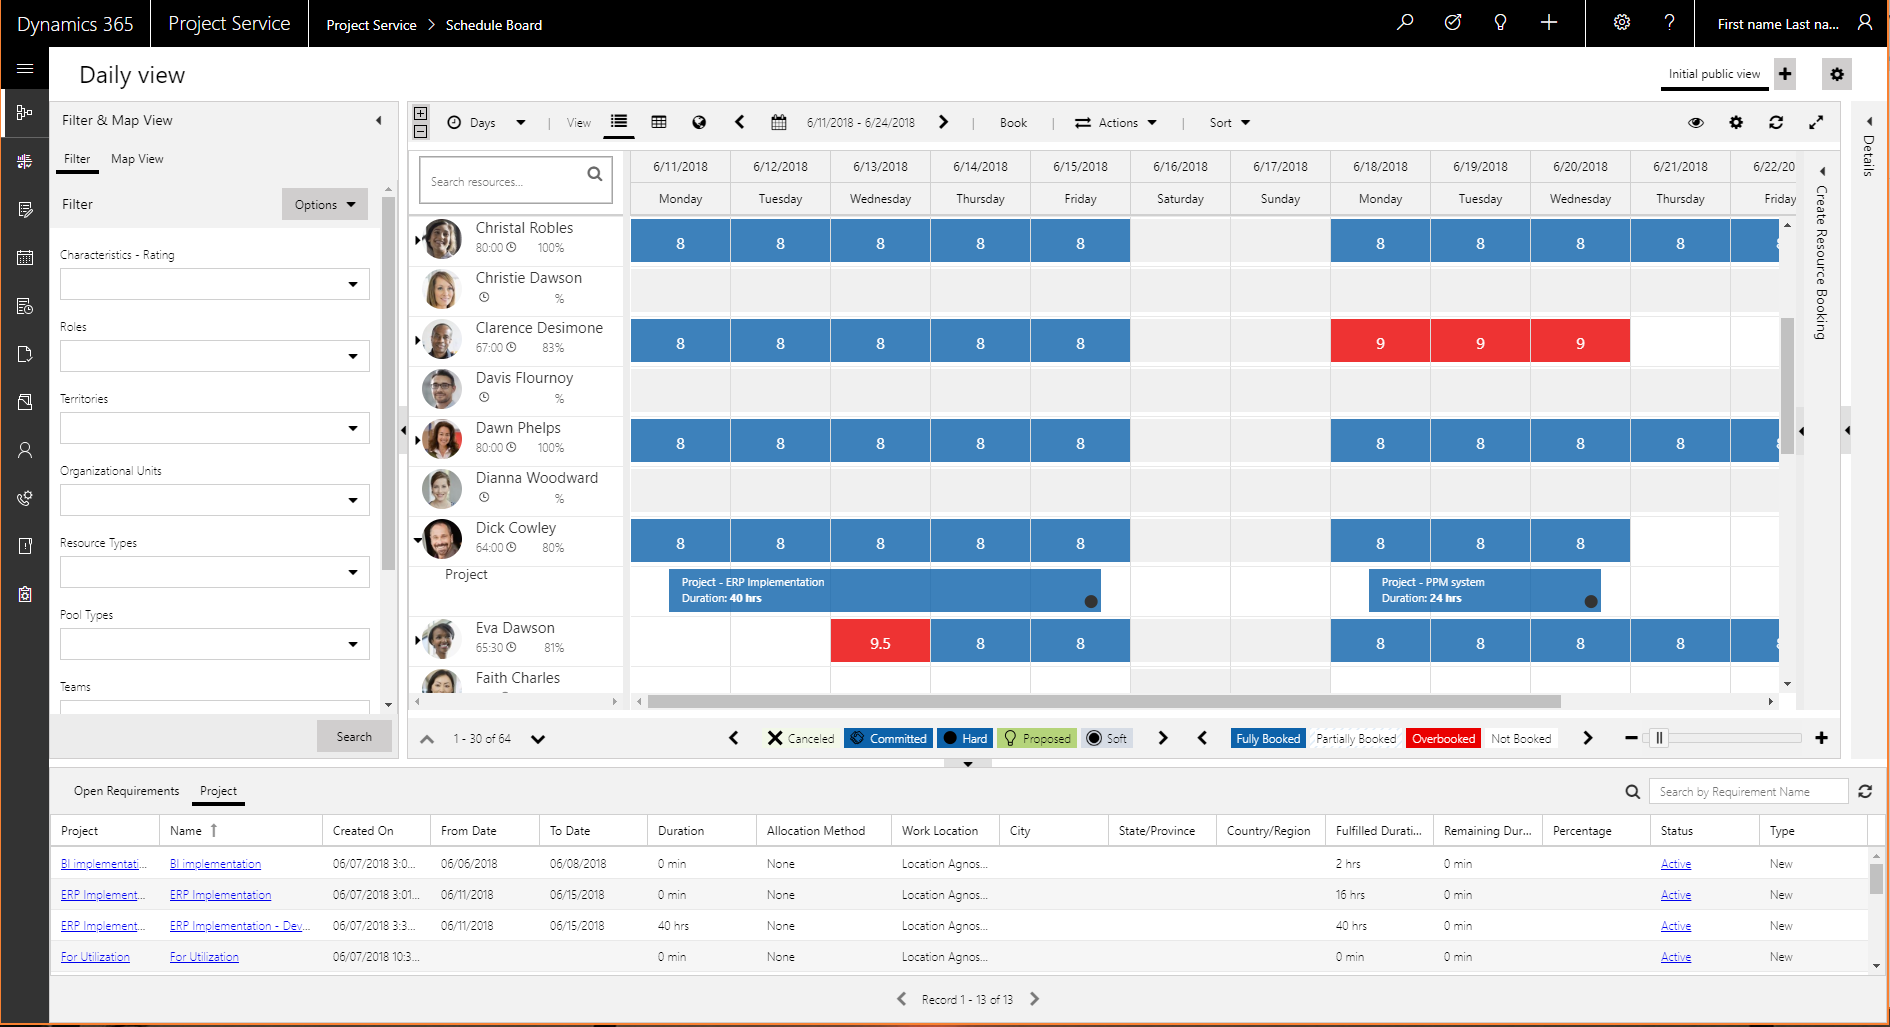 Dynamics 365 Project Service Project Service > Schedule Board First name Last na...
Daily view Initial public view
Filter & Map View
Filter Map View
Filter Options
Characteristics - Rating
Roles
Territories
Organizational Units
Resource Types
Pool Types
Teams
Search
Days View 6/11/2018 - 6/24/2018 Book Actions Sort
Search resources...
6/11/2018 6/12/2018 6/13/2018 6/14/2018 6/15/2018 6/16/2018 6/17/2018 6/18/2018 6/19/2018 6/20/2018 6/21/2018 6/22/20
Monday Tuesday Wednesday Thursday Friday Saturday Sunday Monday Tuesday Wednesday Thursday Friday
Christal Robles
80:00 100%
8 8 8 8 8 8 8 8 8
Christie Dawson
%
Clarence Desimone
67:00 83%
8 8 8 8 8 9 9 9
Davis Flournoy
%
Dawn Phelps
80:00 100%
8 8 8 8 8 8 8 8 8
Dianna Woodward
%
Dick Cowley
64:00 80%
8 8 8 8 8 8 8 8
Project
Project - ERP Implementation
Duration: 40 hrs
Project - PPM system
Duration: 24 hrs
Eva Dawson
65:30 81%
9.5 8 8 8 8 8 8
Faith Charles
1 - 30 of 64 Canceled Committed Hard Proposed Soft Fully Booked Partially Booked Overbooked Not Booked
Create Resource Booking
Details
Open Requirements Project Search by Requirement Name
Project Name Created On From Date To Date Duration Allocation Method Work Location City State/Province Country/Region Fulfilled Durati... Remaining Dur... Percentage Status Type
BI implementati... BI implementation 06/07/2018 3:0... 06/06/2018 06/08/2018 0 min None Location Agnos... 2 hrs 0 min Active New
ERP Implement... ERP Implementation 06/07/2018 3:01... 06/11/2018 06/15/2018 0 min None Location Agnos... 16 hrs 0 min Active New
ERP Implement... ERP Implementation - Dev... 06/07/2018 3:3... 06/11/2018 06/15/2018 40 hrs None Location Agnos... 40 hrs 0 min Active New
For Utilization For Utilization 06/07/2018 10:3... 0 min None Location Agnos... 0 min 0 min Active New
Record 1 - 13 of 13